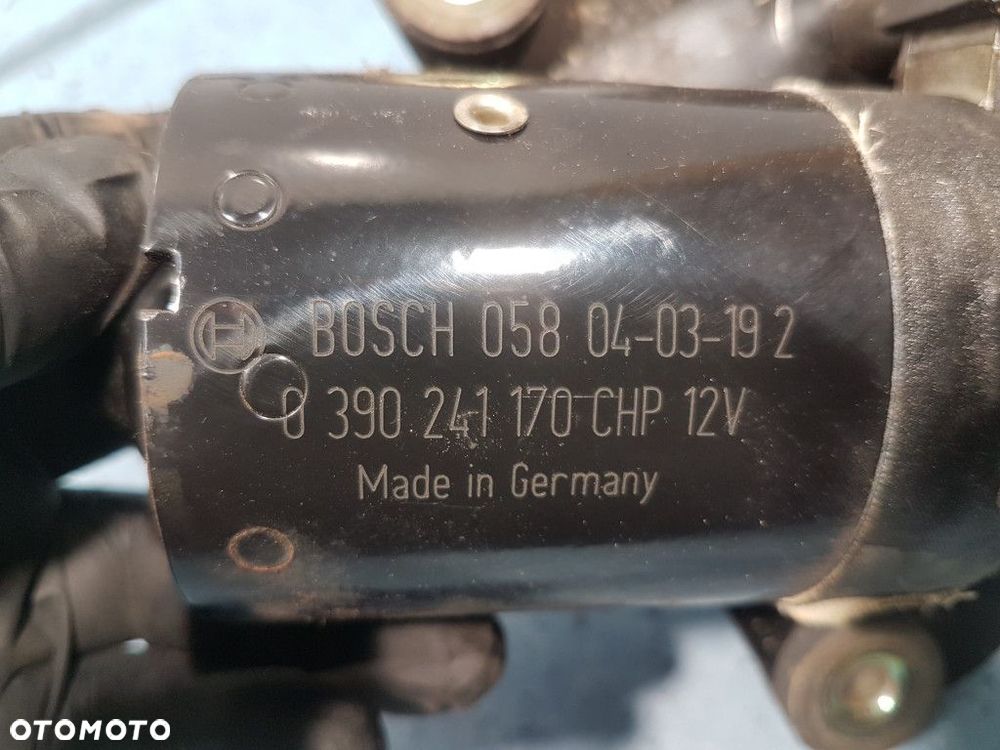 BOSCH 058 04-03-19 2
0 390 241 170 CHP 12V
Made in Germany
OTOMOTO